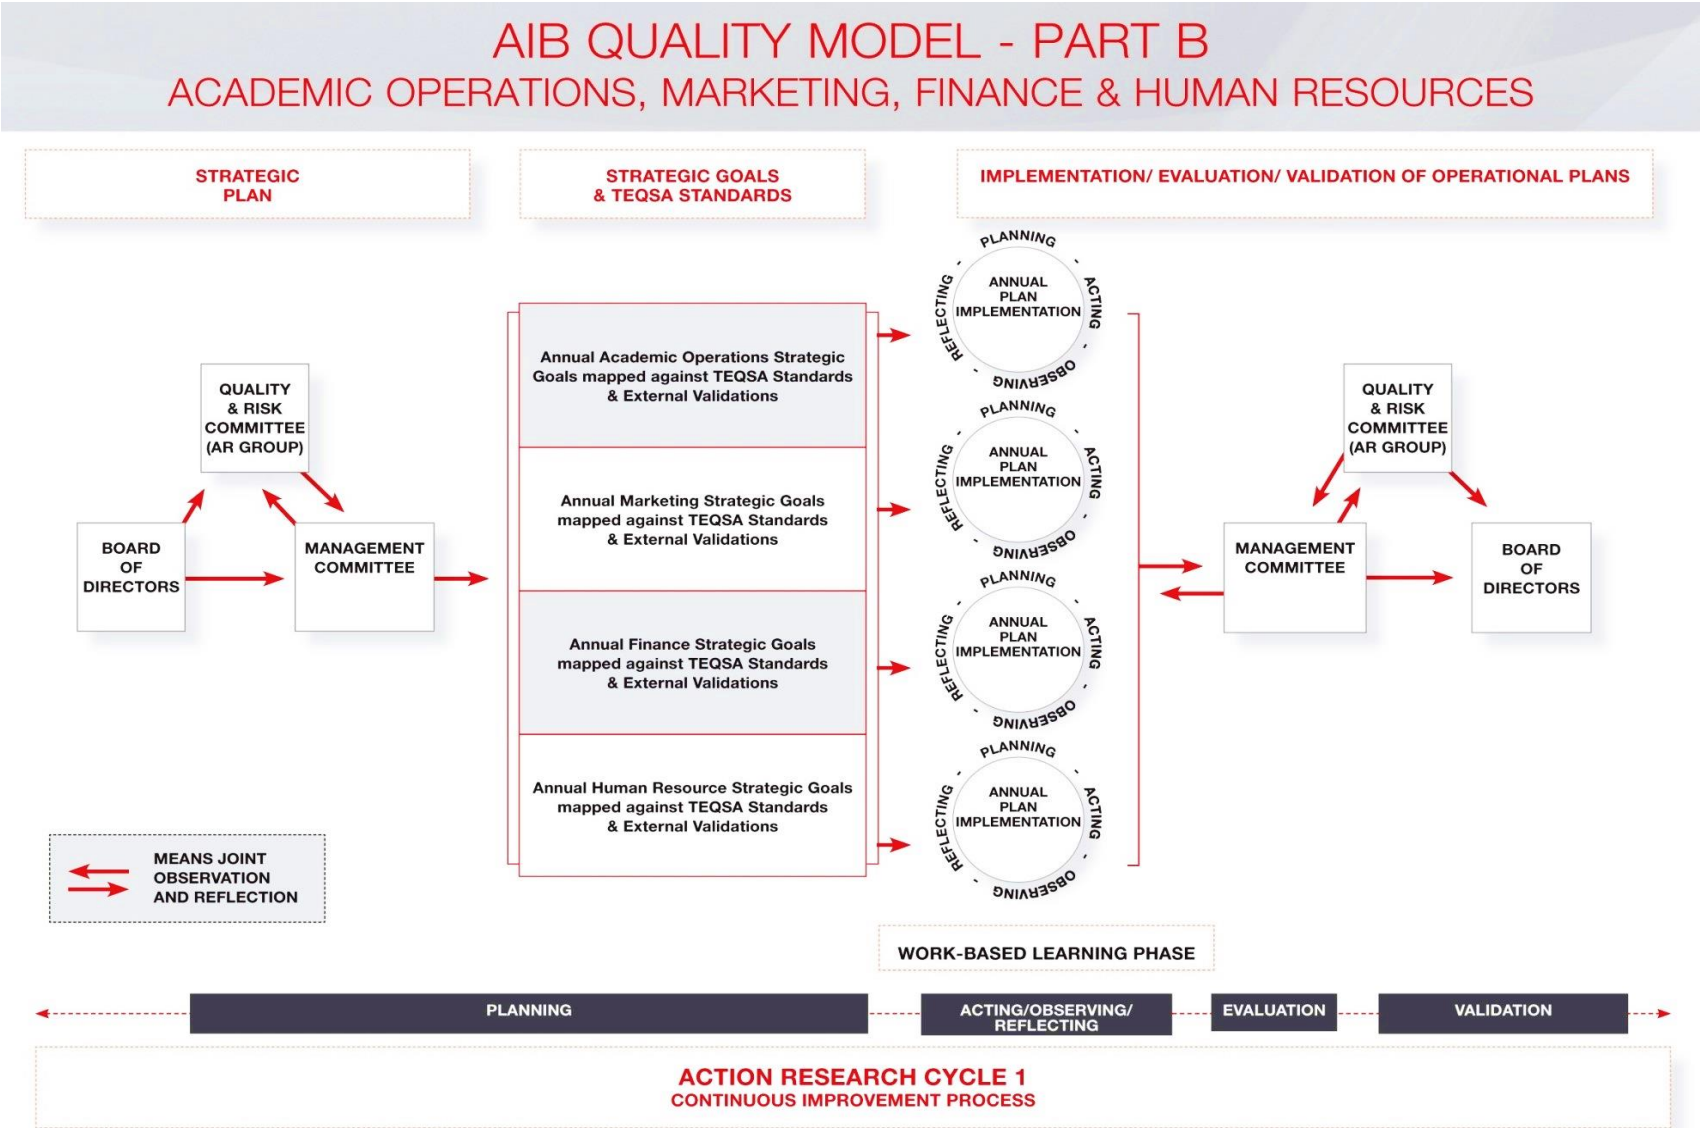 AIB QUALITY MODEL - PART B
ACADEMIC OPERATIONS, MARKETING, FINANCE & HUMAN RESOURCES
STRATEGIC
PLAN
STRATEGIC GOALS
& TEQSA STANDARDS
IMPLEMENTATION/ EVALUATION/ VALIDATION OF OPERATIONAL PLANS
QUALITY
& RISK
COMMITTEE
(AR GROUP)
BOARD
OF
DIRECTORS
MANAGEMENT
COMMITTEE
Annual Academic Operations Strategic
Goals mapped against TEQSA Standards
& External Validations
Annual Marketing Strategic Goals
mapped against TEQSA Standards
& External Validations
Annual Finance Strategic Goals
mapped against TEQSA Standards
& External Validations
Annual Human Resource Strategic Goals
mapped against TEQSA Standards
& External Validations
PLANNING - ACTING - OBSERVING - REFLECTING -
ANNUAL
PLAN
IMPLEMENTATION
PLANNING - ACTING - OBSERVING - REFLECTING -
ANNUAL
PLAN
IMPLEMENTATION
PLANNING - ACTING - OBSERVING - REFLECTING -
ANNUAL
PLAN
IMPLEMENTATION
PLANNING - ACTING - OBSERVING - REFLECTING -
ANNUAL
PLAN
IMPLEMENTATION
QUALITY
& RISK
COMMITTEE
(AR GROUP)
MANAGEMENT
COMMITTEE
BOARD
OF
DIRECTORS
MEANS JOINT
OBSERVATION
AND REFLECTION
WORK-BASED LEARNING PHASE
PLANNING
ACTING/OBSERVING/
REFLECTING
EVALUATION
VALIDATION
ACTION RESEARCH CYCLE 1
CONTINUOUS IMPROVEMENT PROCESS